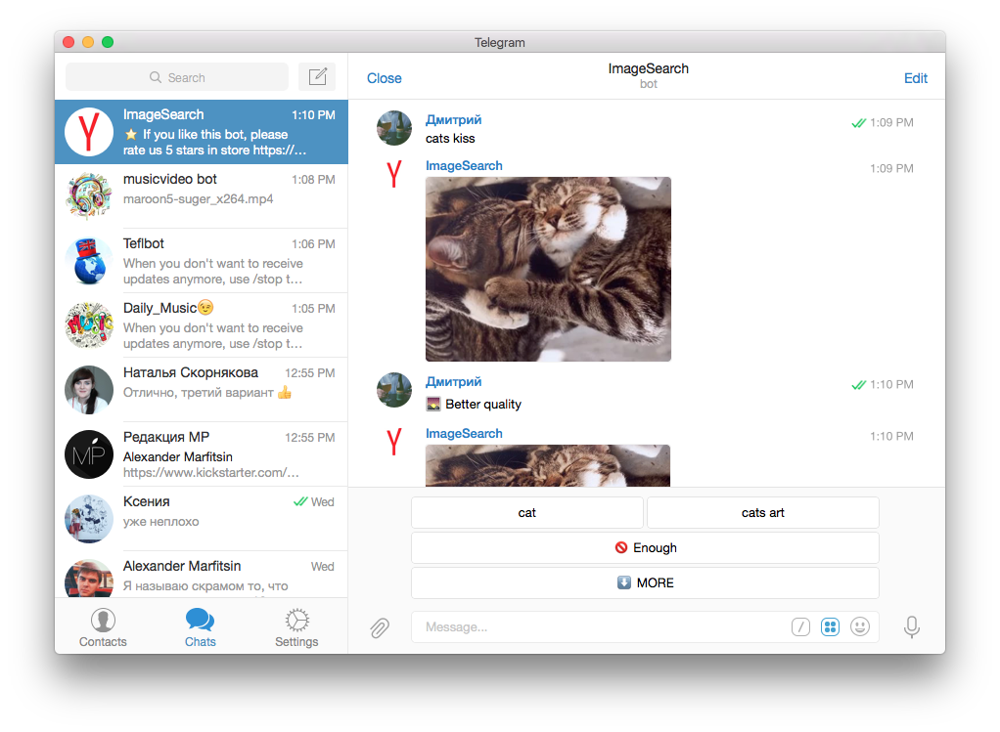 Telegram
Search
ImageSearch 1:10 PM
⭐ If you like this bot, please
rate us 5 stars in store https://…
musicvideo bot 1:08 PM
maroon5-suger_x264.mp4
Teflbot 1:06 PM
When you don't want to receive
updates anymore, use /stop t…
Daily_Music😉 1:05 PM
When you don't want to receive
updates anymore, use /stop t…
Наталья Скорнякова 12:55 PM
Отлично, третий вариант 👍
MP
Редакция MP 12:55 PM
Alexander Marfitsin
https://www.kickstarter.com/…
Ксения Wed
уже неплохо
Alexander Marfitsin Wed
Я называю скрамом то, что
Contacts
Chats
Settings
Close
ImageSearch
bot
Edit
Дмитрий 1:09 PM
cats kiss
ImageSearch 1:09 PM
Дмитрий 1:10 PM
🌄 Better quality
ImageSearch 1:10 PM
cat
cats art
🚫 Enough
⬇️ MORE
Message...